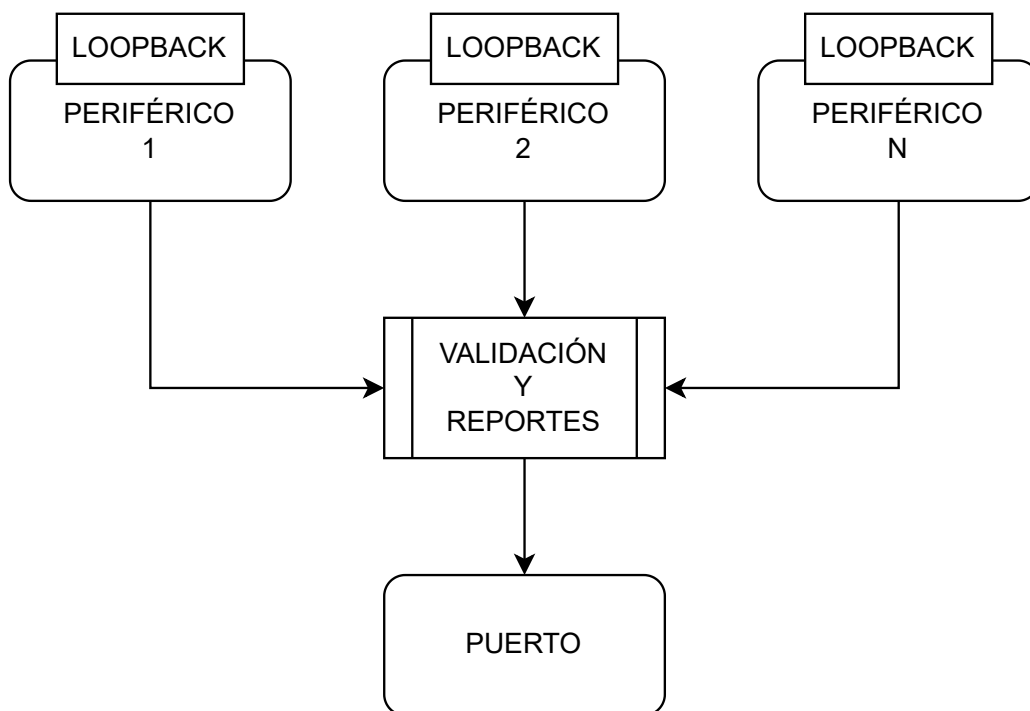 LOOPBACK
PERIFÉRICO
1
LOOPBACK
PERIFÉRICO
2
LOOPBACK
PERIFÉRICO
N
VALIDACIÓN
Y
REPORTES
PUERTO